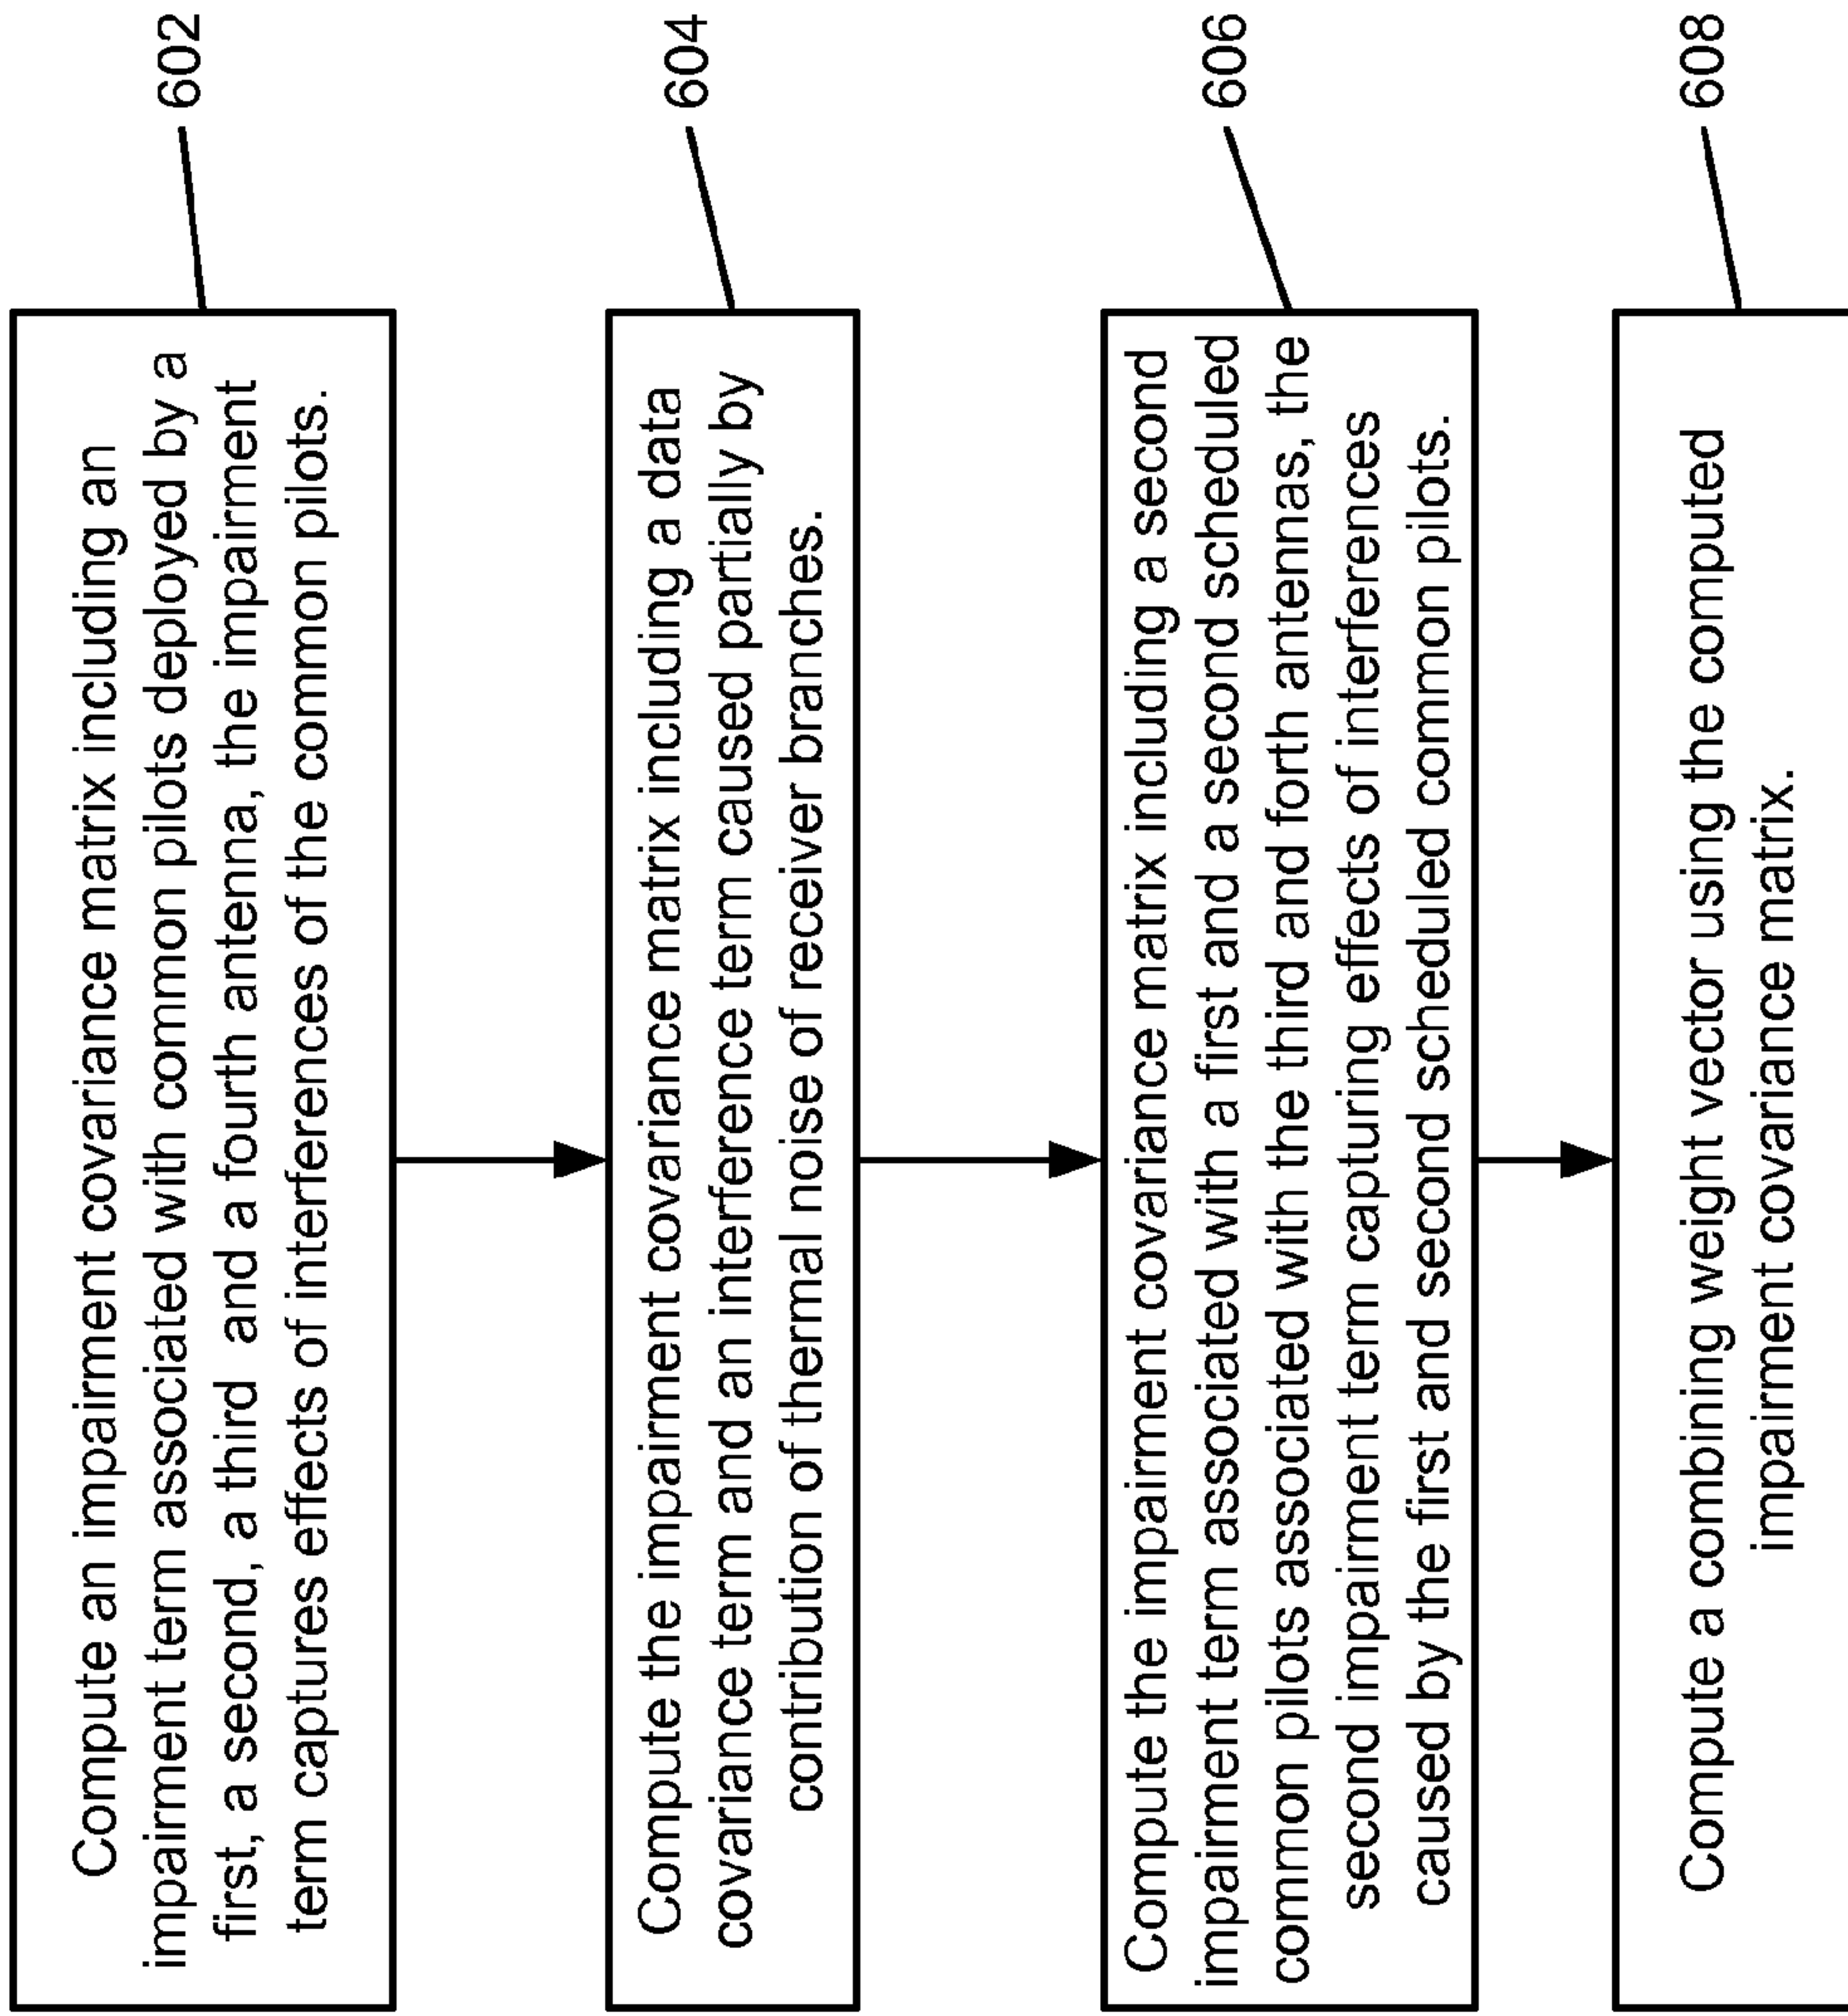 Compute an impairment covariance matrix including an
impairment term associated with common pilots deployed by a
first, a second, a third and a fourth antenna, the impairment
term captures effects of interferences of the common pilots.
602
Compute the impairment covariance matrix including a data
covariance term and an interference term caused partially by
contribution of thermal noise of receiver branches.
604
Compute the impairment covariance matrix including a second
impairment term associated with a first and a second scheduled
common pilots associated with the third and forth antennas, the
second impairment term capturing effects of interferences
caused by the first and second scheduled common pilots.
606
Compute a combining weight vector using the computed
impairment covariance matrix.
608